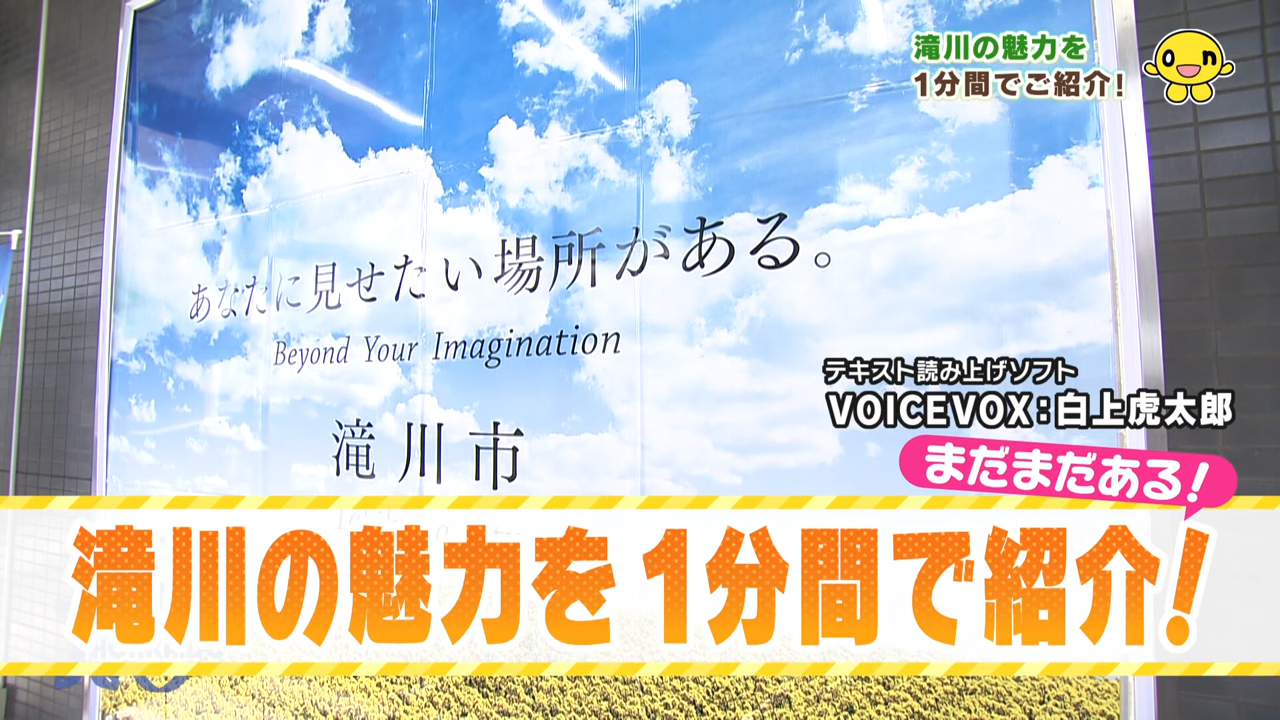 滝川の魅力を
1分間でご紹介!
on
あなたに見せたい場所がある。
Beyond Your Imagination
滝川市
テキスト読み上げソフト
VOICEVOX:白上虎太郎
まだまだある!
滝川の魅力を1分間で紹介!